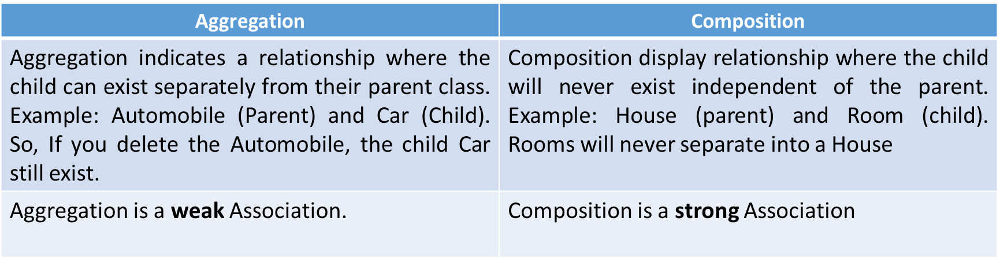 Aggregation
Composition
Aggregation indicates a relationship where the
child can exist separately from their parent class.
Example: Automobile (Parent) and Car (Child).
So, If you delete the Automobile, the child Car
still exist.
Composition display relationship where the child
will never exist independent of the parent.
Example: House (parent) and Room (child).
Rooms will never separate into a House
Aggregation is a weak Association.
Composition is a strong Association